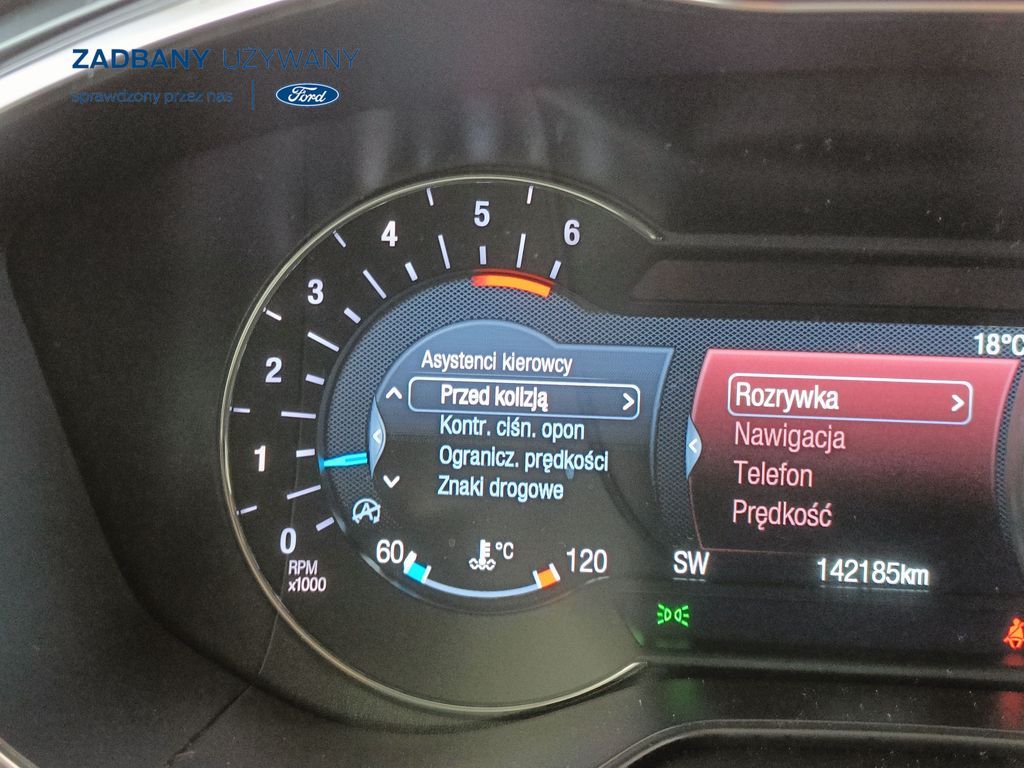 ZADBANY UŻYWANY
sprawdzony przez nas
Ford
0
1
2
3
4
5
6
RPM
x1000
Asystenci kierowcy
Przed kolizją
Kontr. ciśn. opon
Ogranicz. prędkości
Znaki drogowe
60
°C
120
18°C
Rozrywka
Nawigacja
Telefon
Prędkość
SW
142185km